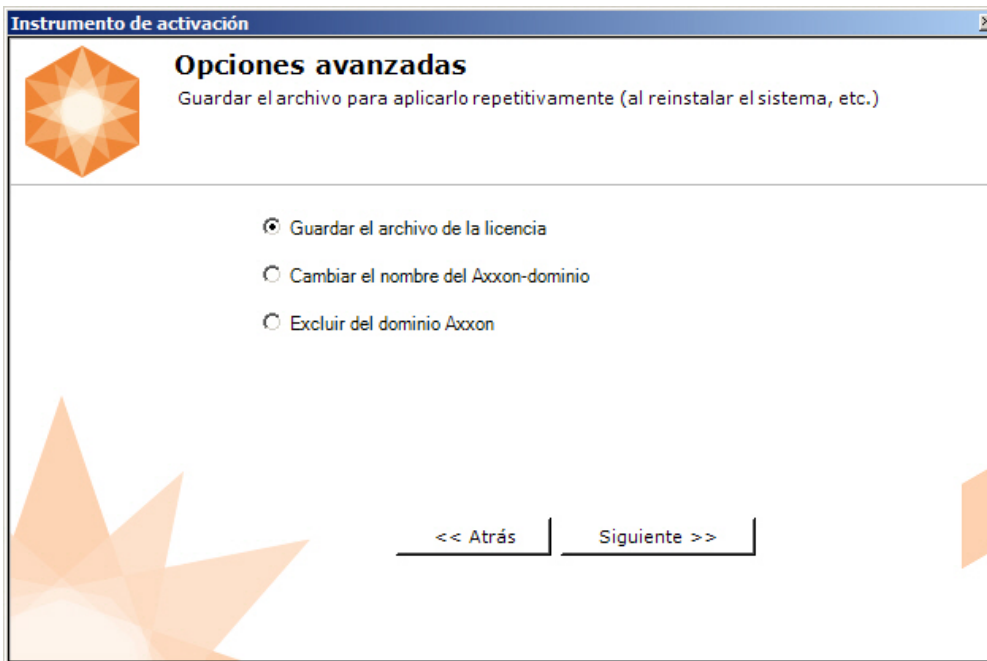 Instrumento de activación
Opciones avanzadas
Guardar el archivo para aplicarlo repetitivamente (al reinstalar el sistema, etc.)
Guardar el archivo de la licencia
Cambiar el nombre del Axxon-dominio
Excluir del dominio Axxon
<< Atrás
Siguiente >>